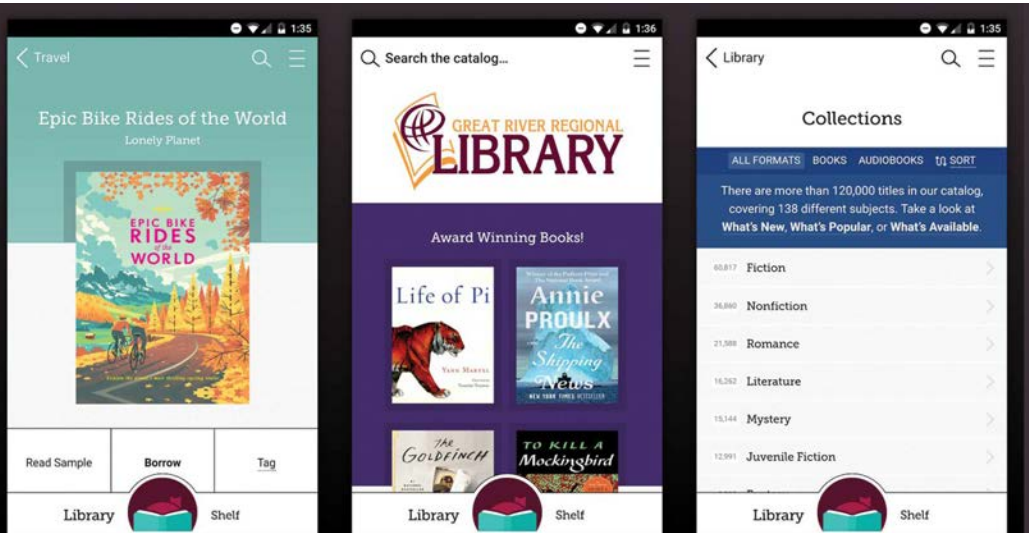 1:35
Travel
Epic Bike Rides of the World
Lonely Planet
EPIC BIKE
RIDES
of the
WORLD
Read Sample
Borrow
Tag
Library
Shelf
1:36
Search the catalog...
GREAT RIVER REGIONAL
LIBRARY
Award Winning Books!
Life of Pi
YANN MARTEL
Annie
PROULX
The
Shipping
News
NEW YORK TIMES BESTSELLER
THE
GOLDFINCH
TO KILL A
Mockingbird
Library
Shelf
1:35
Library
Collections
ALL FORMATS BOOKS AUDIOBOOKS SORT
There are more than 120,000 titles in our catalog,
covering 138 different subjects. Take a look at
What's New, What's Popular, or What's Available.
60,817 Fiction
36,860 Nonfiction
21,588 Romance
16,262 Literature
15,144 Mystery
12,991 Juvenile Fiction
Library
Shelf